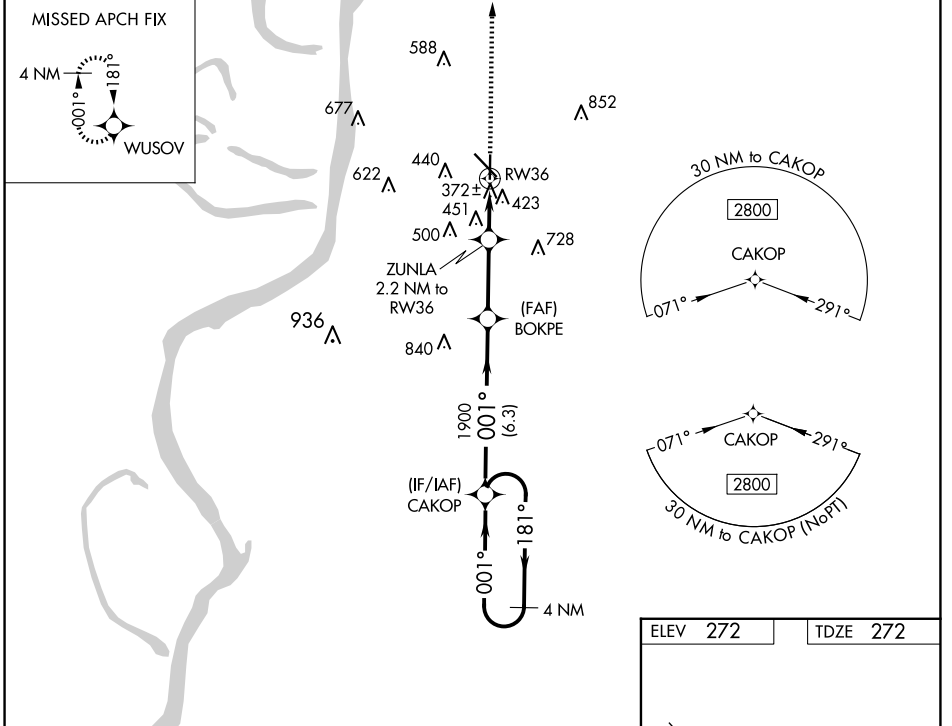 MISSED APCH FIX
4 NM
181°
001°
WUSOV
588
852
677
440
RW36
622
372±
423
451
500
728
ZUNLA
2.2 NM to
RW36
(FAF)
BOKPE
936
840
1900
001°
(6.3)
(IF/IAF)
CAKOP
181°
001°
4 NM
30 NM to CAKOP
2800
CAKOP
071°
291°
071°
CAKOP
291°
2800
30 NM to CAKOP (NoPT)
ELEV 272
TDZE 272